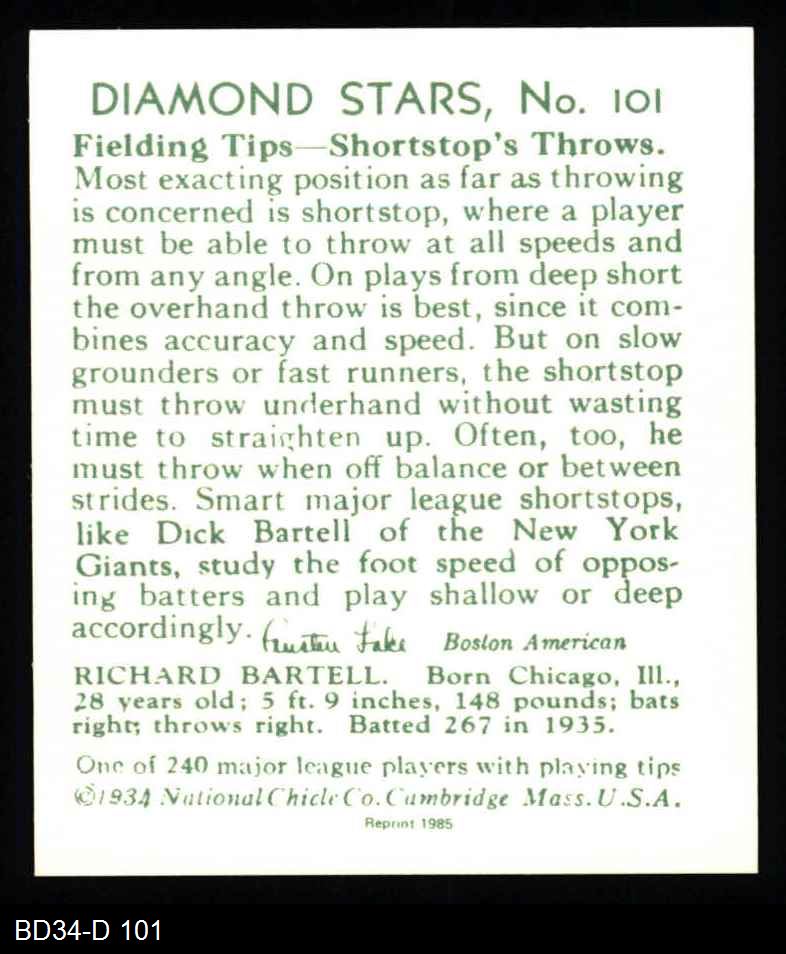 DIAMOND STARS, No. 101
Fielding Tips—Shortstop's Throws.
Most exacting position as far as throwing
is concerned is shortstop, where a player
must be able to throw at all speeds and
from any angle. On plays from deep short
the overhand throw is best, since it com-
bines accuracy and speed. But on slow
grounders or fast runners, the shortstop
must throw underhand without wasting
time to straighten up. Often, too, he
must throw when off balance or between
strides. Smart major league shortstops,
like Dick Bartell of the New York
Giants, study the foot speed of oppos-
ing batters and play shallow or deep
accordingly. Austen Lake Boston American
RICHARD BARTELL. Born Chicago, Ill.,
28 years old; 5 ft. 9 inches, 148 pounds; bats
right; throws right. Batted 267 in 1935.
One of 240 major league players with playing tips
©1934 National Chicle Co. Cambridge Mass. U.S.A.
Reprint 1985
BD34-D 101